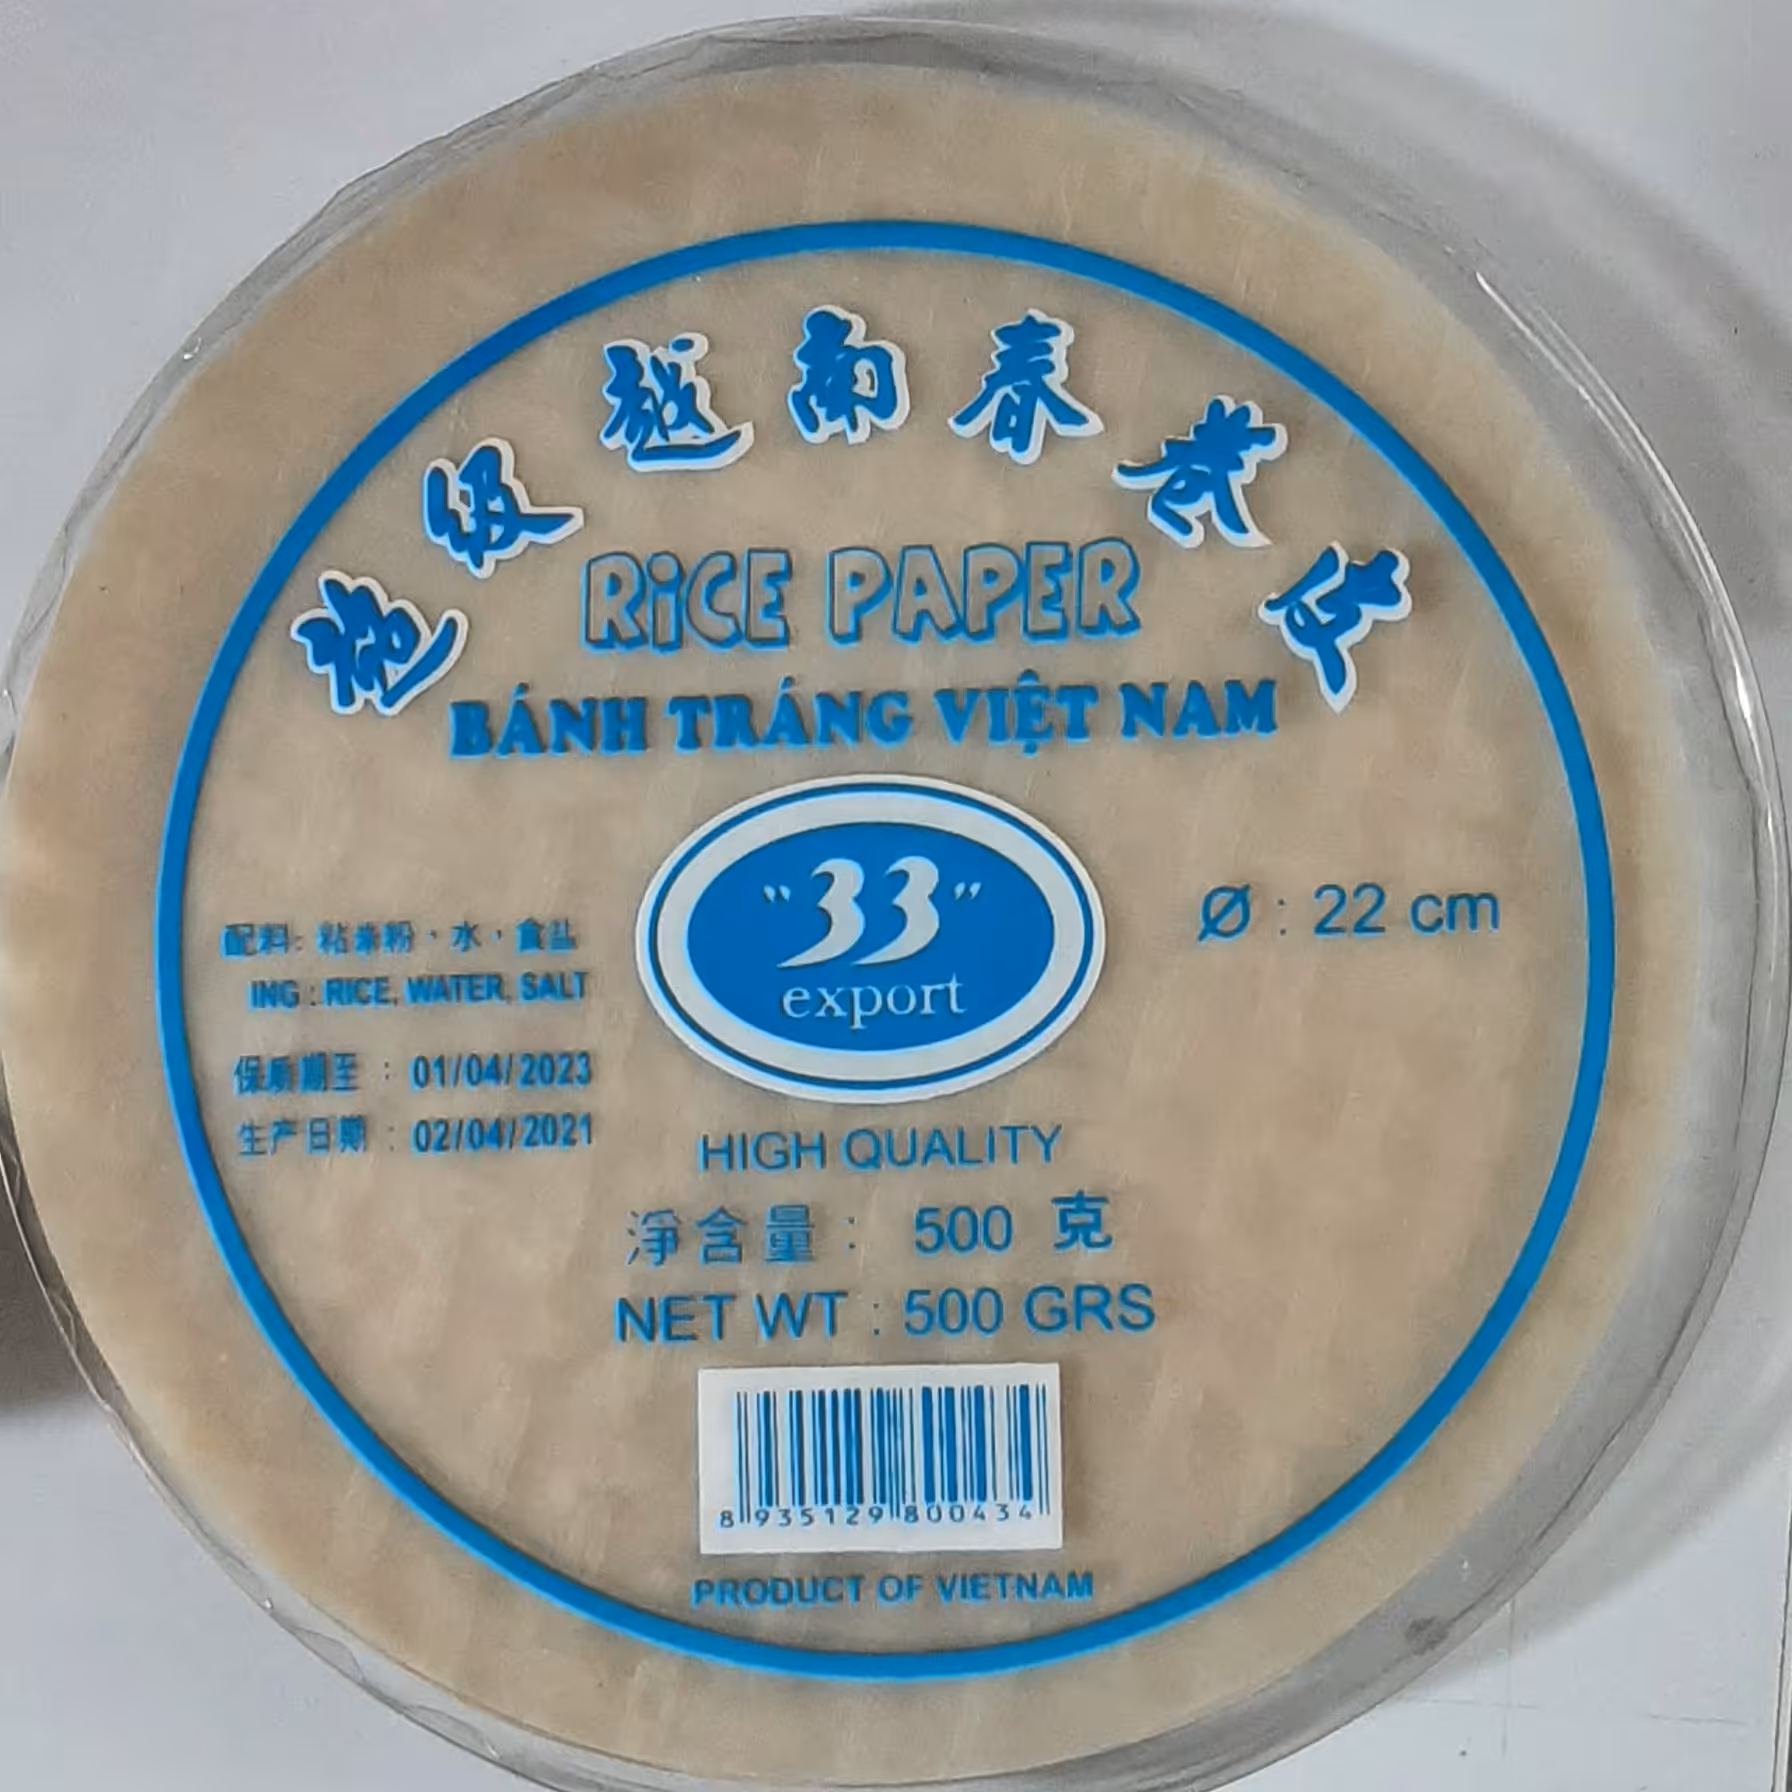 超级越南春卷皮
RiCE PAPER
BÁNH TRÁNG VIỆT NAM
"33"
export
Ø : 22 cm
配料: 粘米粉、水、食盐
ING : RICE, WATER, SALT
保质期至 : 01/04/2023
生产日期 : 02/04/2021
HIGH QUALITY
淨含量 : 500 克
NET WT : 500 GRS
8 935129 800434
PRODUCT OF VIETNAM